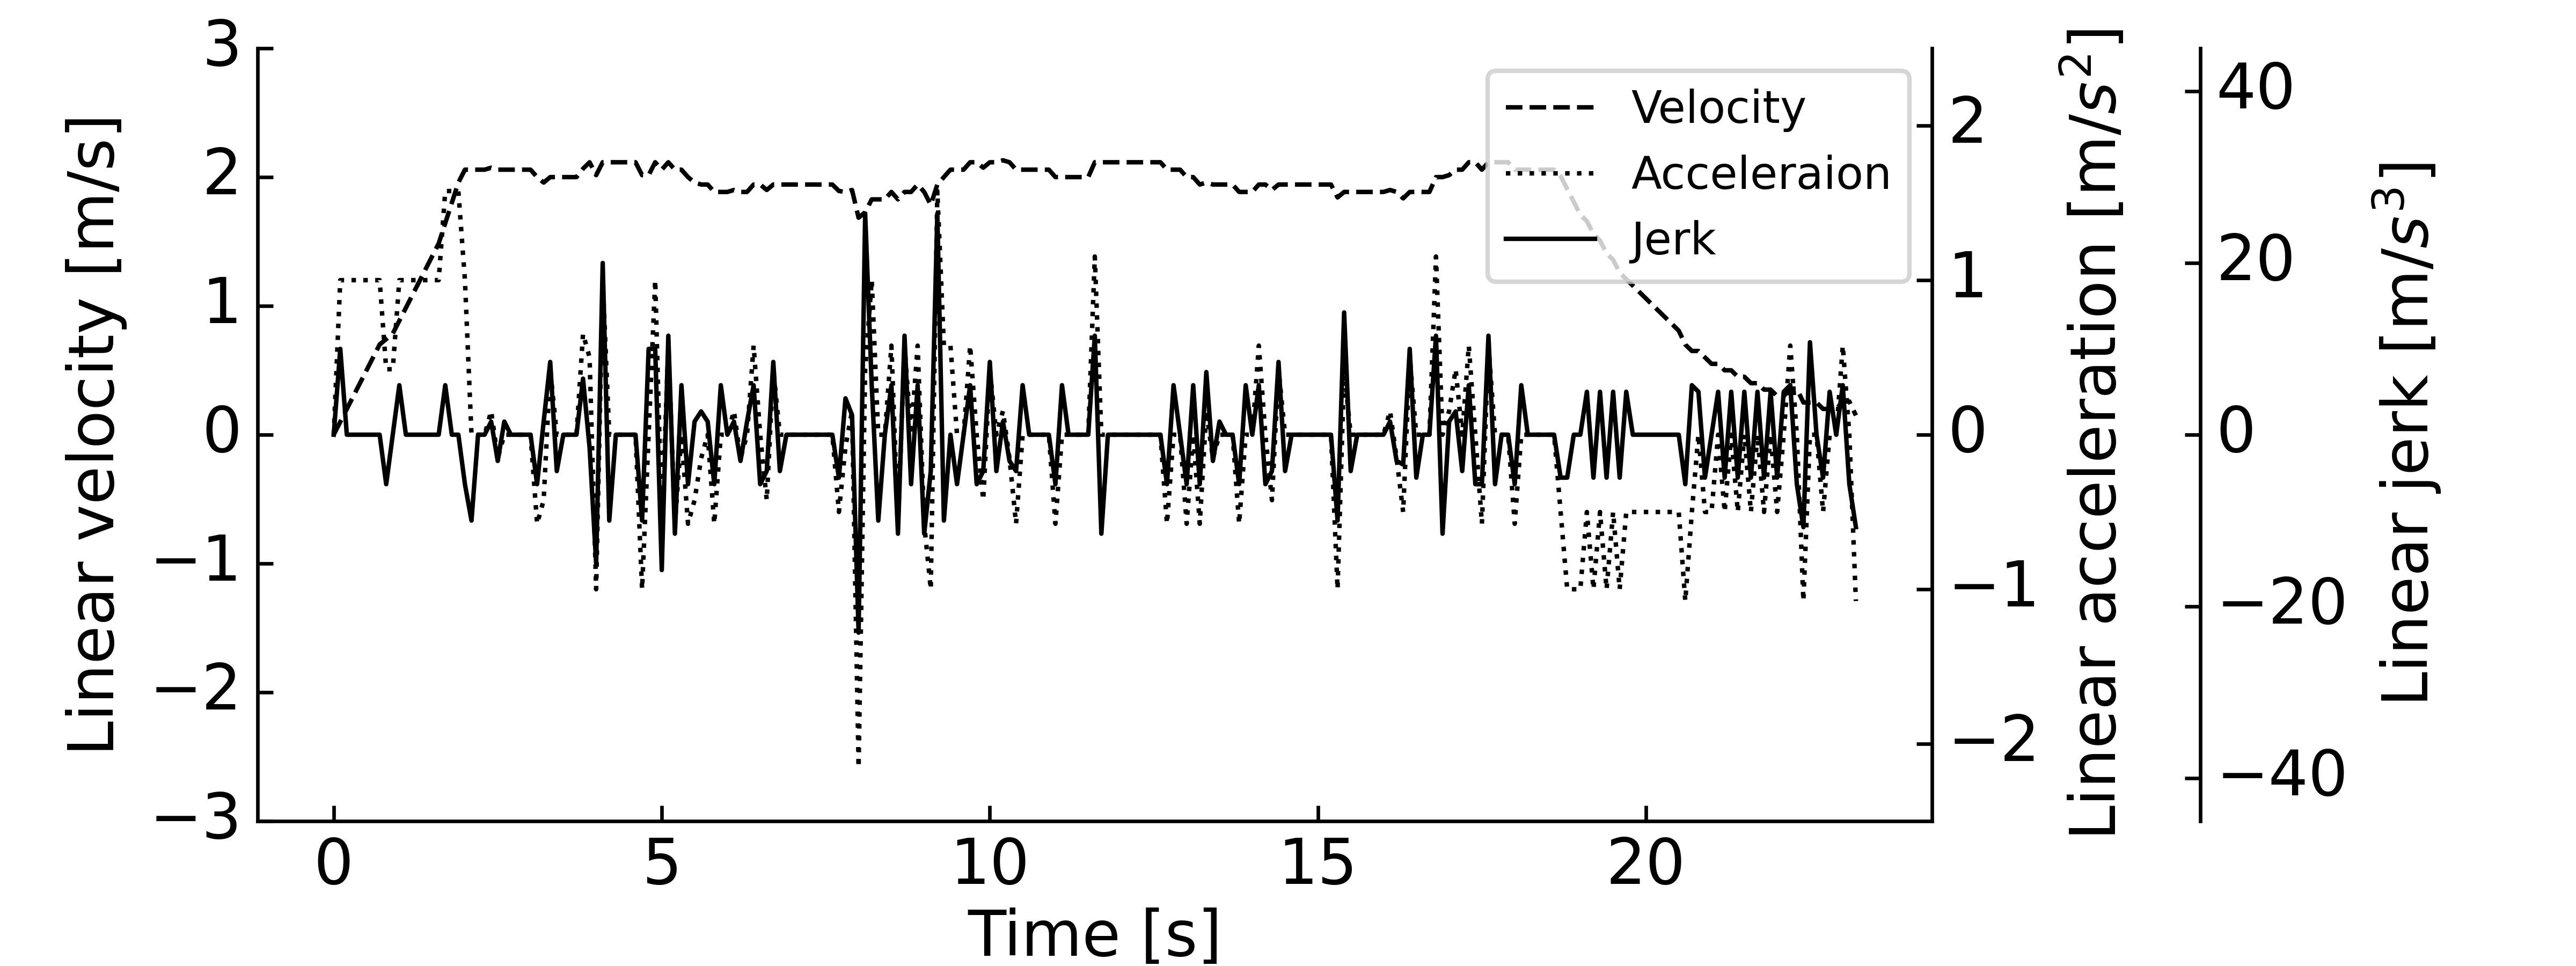 Linear velocity [m/s]
3
2
1
0
−1
−2
−3
0 5 10 15 20
Time [s]
Velocity
Acceleraion
Jerk
2
1
0
−1
−2
Linear acceleration [m/s²]
40
20
0
−20
−40
Linear jerk [m/s³]